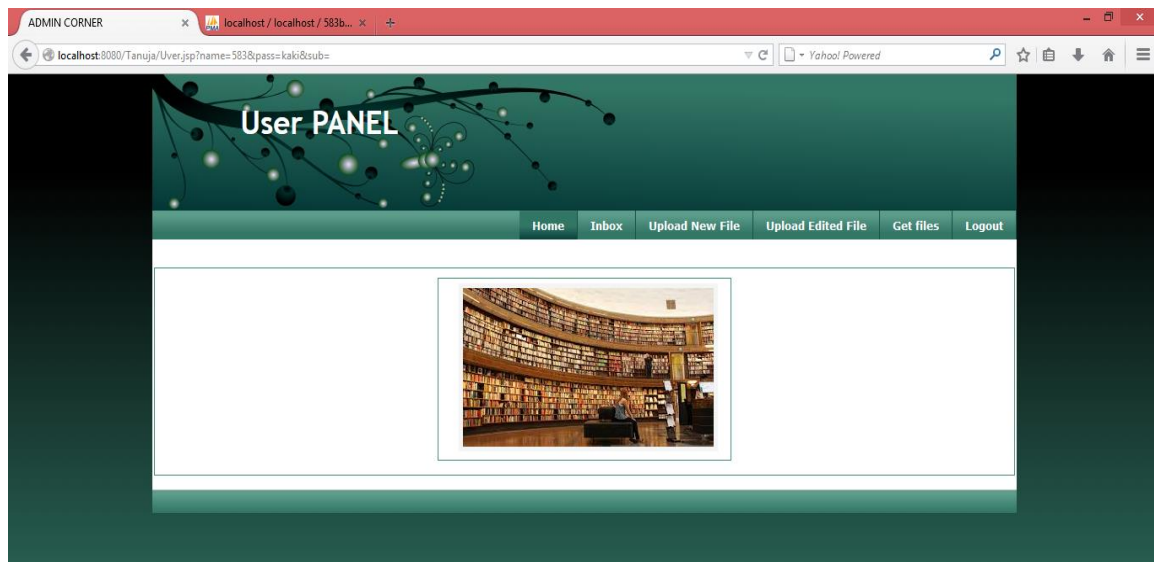 ADMIN CORNER
localhost / localhost / 583b...
localhost:8080/Tanuja/Uver.jsp?name=583&pass=kaki&sub=
Yahoo! Powered
User PANEL
Home Inbox Upload New File Upload Edited File Get files Logout